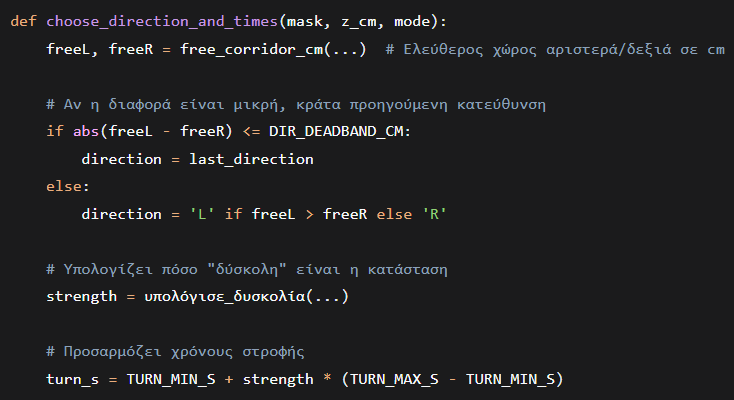 def choose_direction_and_times(mask, z_cm, mode):
    freeL, freeR = free_corridor_cm(...)  # Ελεύθερος χώρος αριστερά/δεξιά σε cm
    # Αν η διαφορά είναι μικρή, κράτα προηγούμενη κατεύθυνση
    if abs(freeL - freeR) <= DIR_DEADBAND_CM:
        direction = last_direction
    else:
        direction = 'L' if freeL > freeR else 'R'
    # Υπολογίζει πόσο "δύσκολη" είναι η κατάσταση
    strength = υπολόγισε_δυσκολία(...)
    # Προσαρμόζει χρόνους στροφής
    turn_s = TURN_MIN_S + strength * (TURN_MAX_S - TURN_MIN_S)